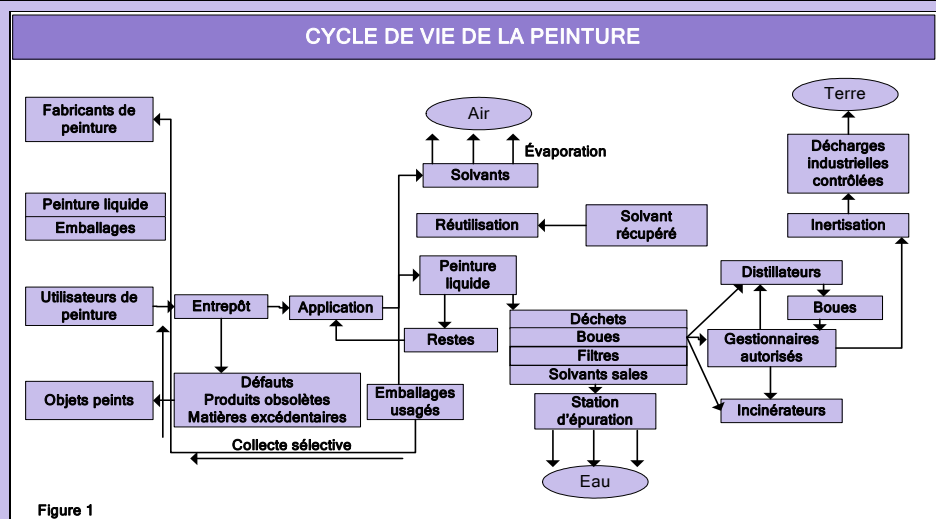 CYCLE DE VIE DE LA PEINTURE
Fabricants de
peinture
Peinture liquide
Emballages
Utilisateurs de
peinture
Objets peints
Entrepôt
Défauts
Produits obsolètes
Matières excédentaires
Collecte sélective
Application
Air
Évaporation
Solvants
Réutilisation
Solvant
récupéré
Peinture
liquide
Restes
Emballages
usagés
Déchets
Boues
Filtres
Solvants sales
Station
d'épuration
Eau
Terre
Décharges
industrielles
contrôlées
Inertisation
Distillateurs
Boues
Gestionnaires
autorisés
Incinérateurs
Figure 1